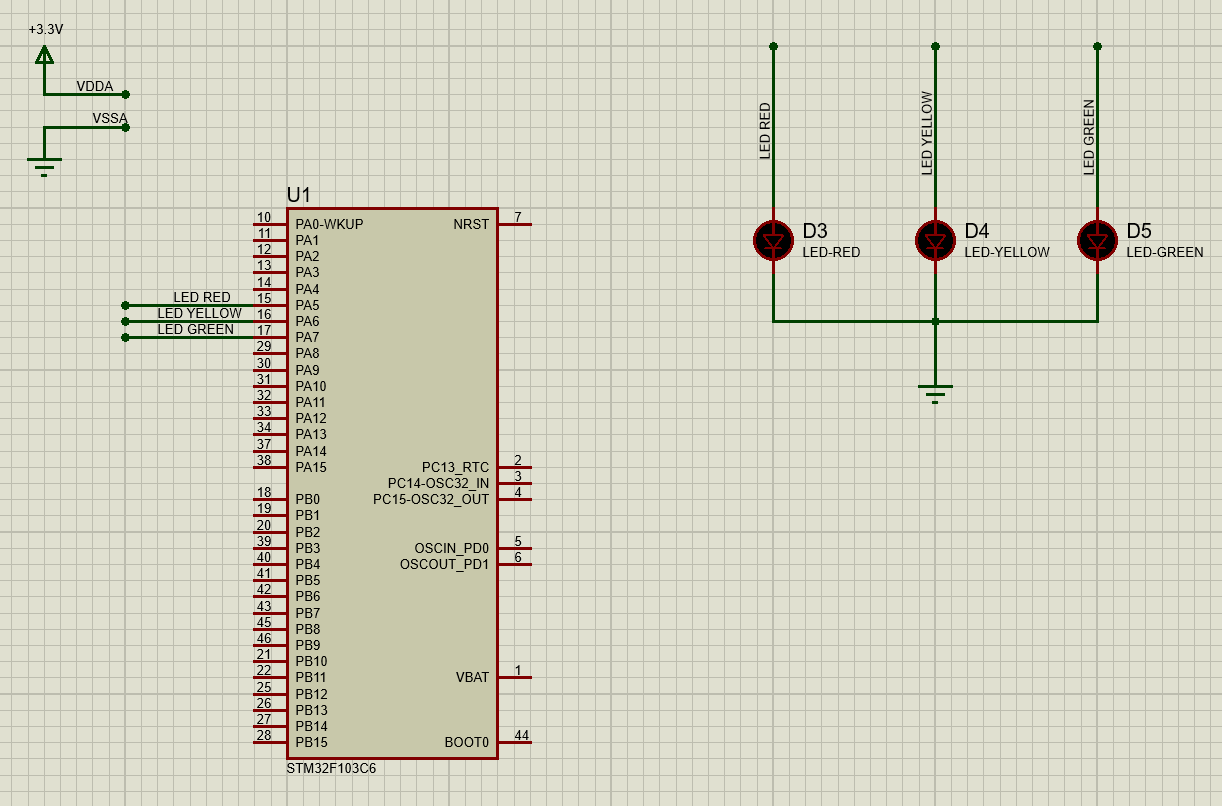 +3.3V
VDDA
VSSA
LED RED
LED YELLOW
LED GREEN
D3
LED-RED
D4
LED-YELLOW
D5
LED-GREEN
U1
10 PA0-WKUP NRST 7
11 PA1
12 PA2
13 PA3
14 PA4
LED RED 15 PA5
LED YELLOW 16 PA6
LED GREEN 17 PA7
29 PA8
30 PA9
31 PA10
32 PA11
33 PA12
34 PA13
37 PA14
38 PA15 PC13_RTC 2
PC14-OSC32_IN 3
18 PB0 PC15-OSC32_OUT 4
19 PB1
20 PB2
39 PB3 OSCIN_PD0 5
40 PB4 OSCOUT_PD1 6
41 PB5
42 PB6
43 PB7
45 PB8
46 PB9
21 PB10
22 PB11 VBAT 1
25 PB12
26 PB13
27 PB14
28 PB15 BOOT0 44
STM32F103C6